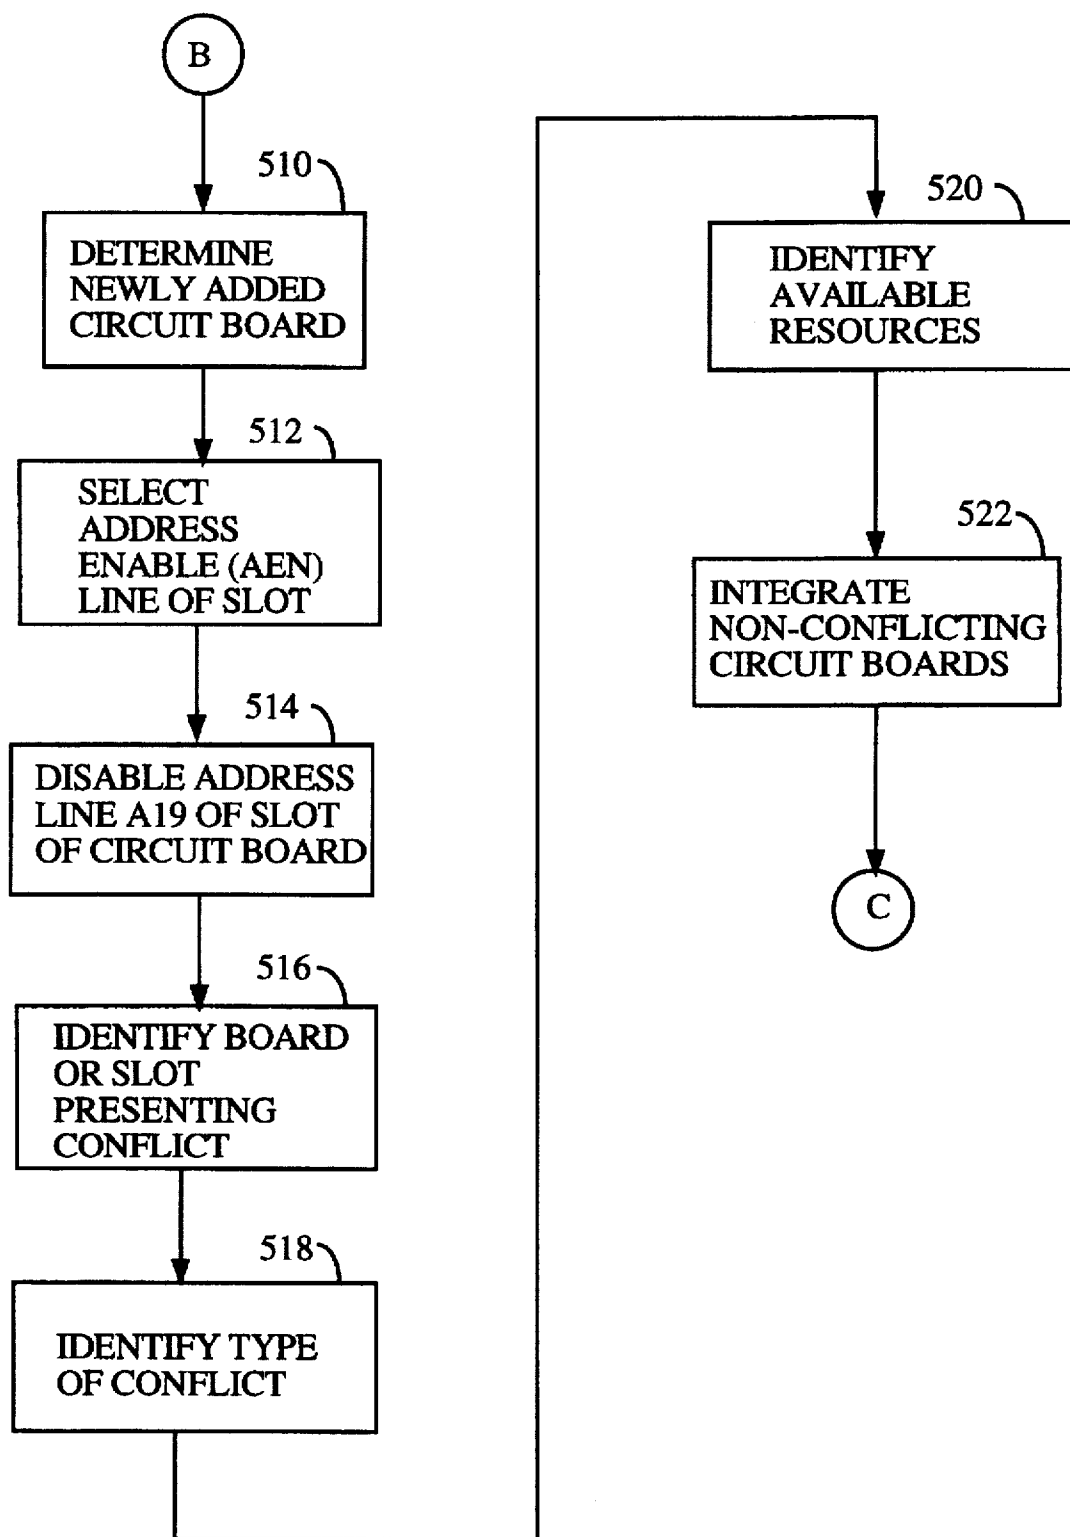 B
510
DETERMINE
NEWLY ADDED
CIRCUIT BOARD
512
SELECT
ADDRESS
ENABLE (AEN)
LINE OF SLOT
514
DISABLE ADDRESS
LINE A19 OF SLOT
OF CIRCUIT BOARD
516
IDENTIFY BOARD
OR SLOT
PRESENTING
CONFLICT
518
IDENTIFY TYPE
OF CONFLICT
520
IDENTIFY
AVAILABLE
RESOURCES
522
INTEGRATE
NON-CONFLICTING
CIRCUIT BOARDS
C